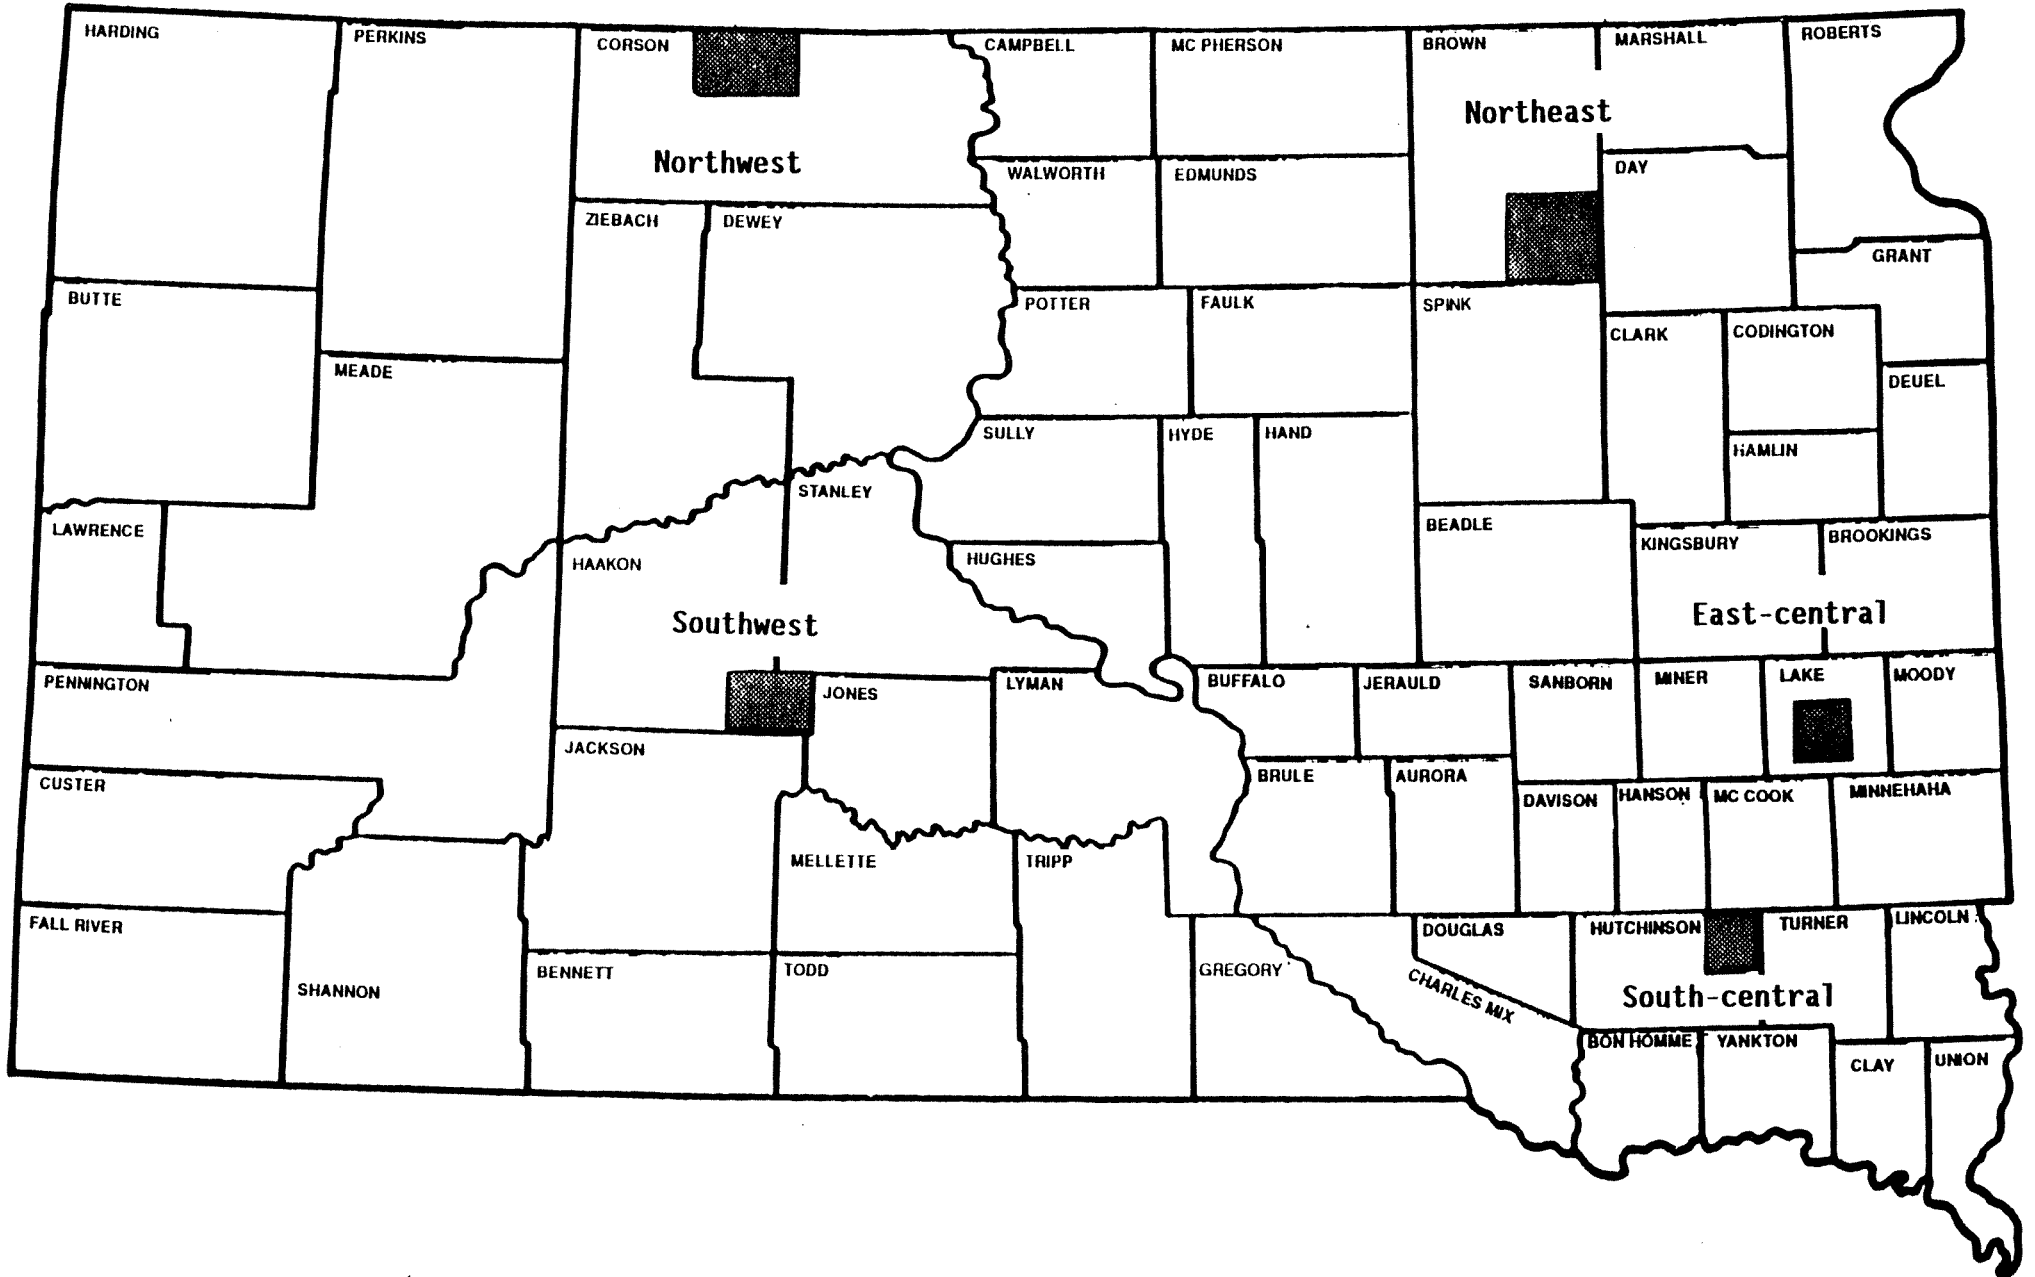 HARDING
PERKINS
CORSON
CAMPBELL
MC PHERSON
BROWN
MARSHALL
ROBERTS
Northeast
Northwest
WALWORTH
EDMUNDS
DAY
ZIEBACH
DEWEY
GRANT
BUTTE
POTTER
FAULK
SPINK
CLARK
CODINGTON
MEADE
DEUEL
SULLY
HYDE
HAND
HAMLIN
STANLEY
LAWRENCE
BEADLE
KINGSBURY
BROOKINGS
HAAKON
HUGHES
East-central
Southwest
PENNINGTON
JONES
LYMAN
BUFFALO
JERAULD
SANBORN
MINER
LAKE
MOODY
JACKSON
CUSTER
BRULE
AURORA
DAVISON
HANSON
MC COOK
MINNEHAHA
MELLETTE
TRIPP
FALL RIVER
DOUGLAS
HUTCHINSON
TURNER
LINCOLN
SHANNON
BENNETT
TODD
GREGORY
CHARLES MIX
South-central
BON HOMME
YANKTON
CLAY
UNION